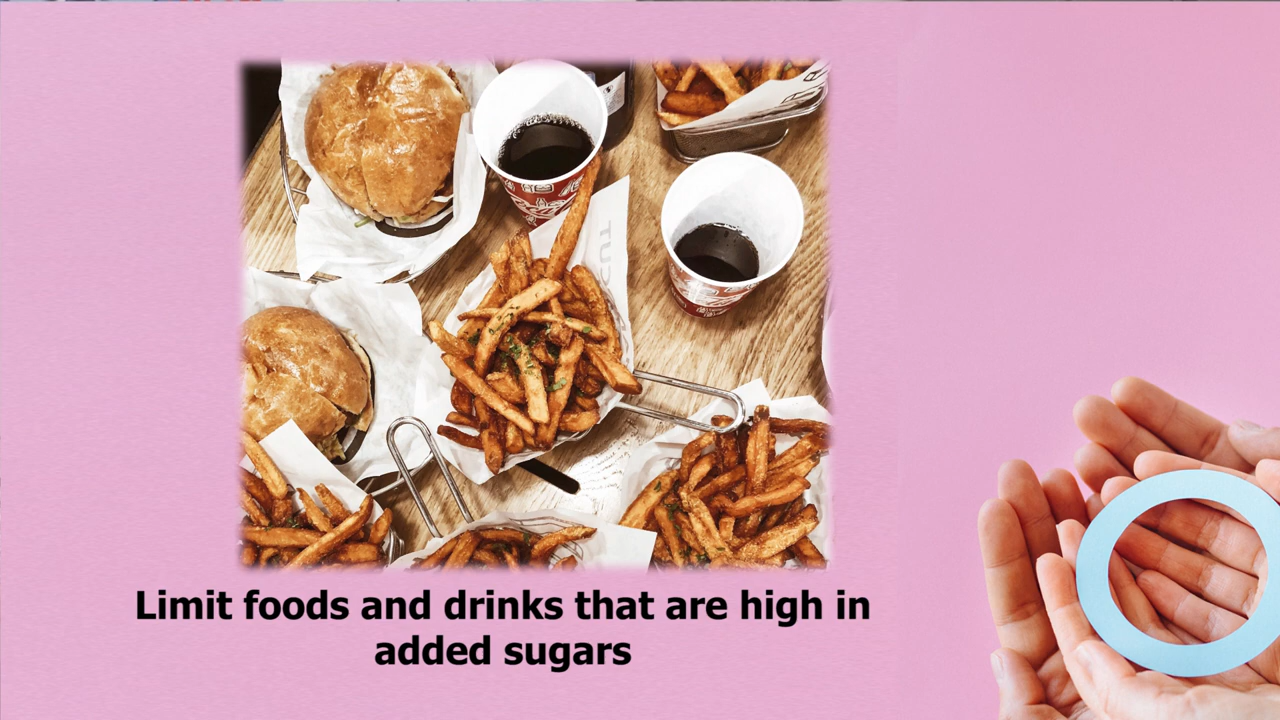 Limit foods and drinks that are high in
added sugars